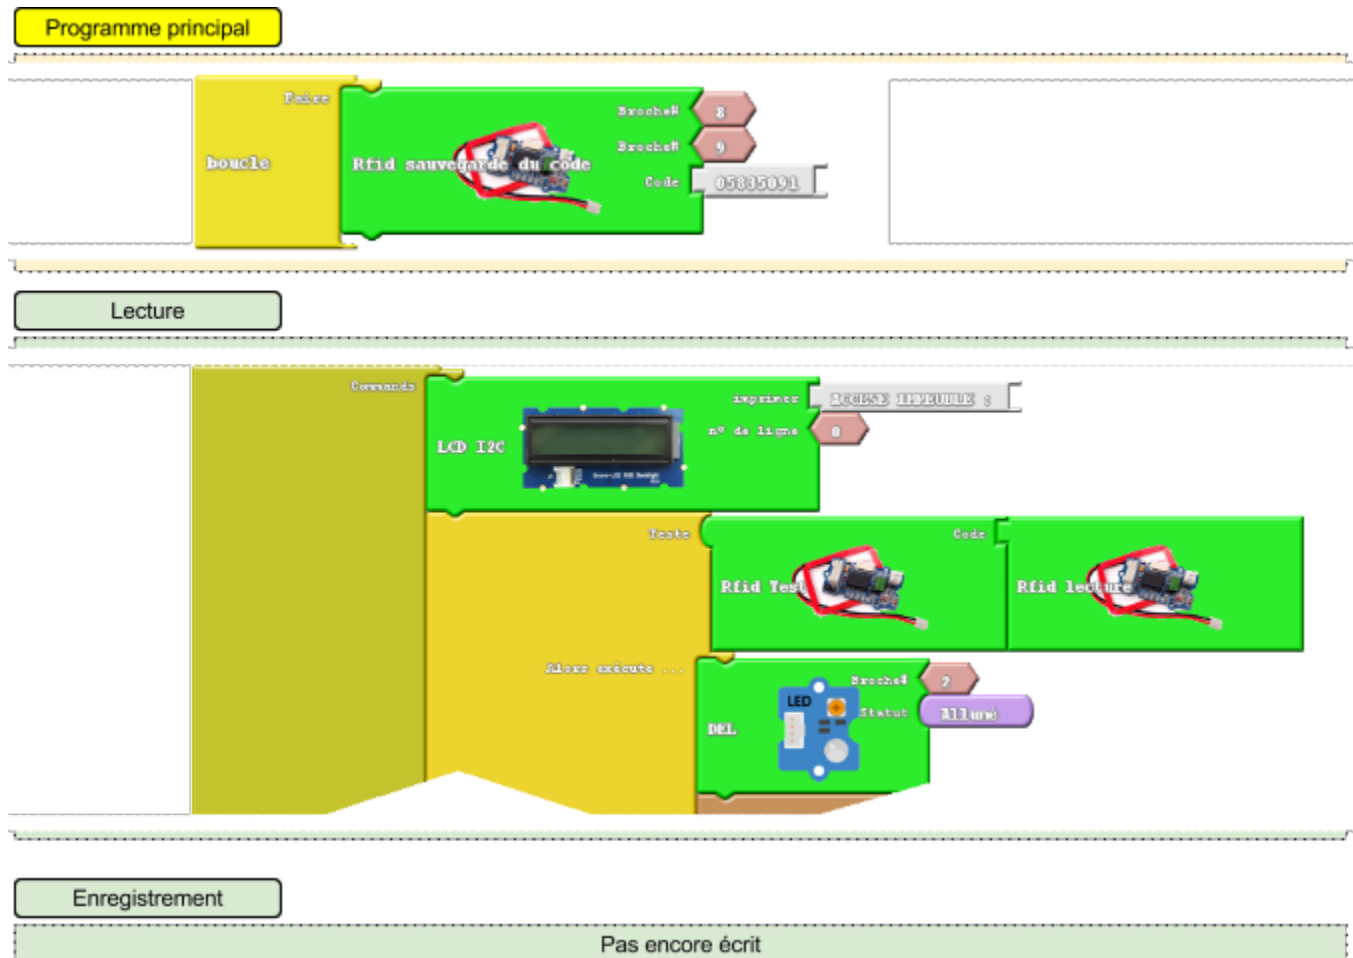 Programme principal
Faire
boucle
Rfid sauvegarde du code
Broche# 8
Broche# 9
Code 05835091
Lecture
Commands
LCD I2C
imprimer
n° de ligne 0
Teste
Rfid Test
Code
Rfid lecture
Alors exécute ...
DEL
LED
Broche# 2
Statut Allumé
Enregistrement
Pas encore écrit